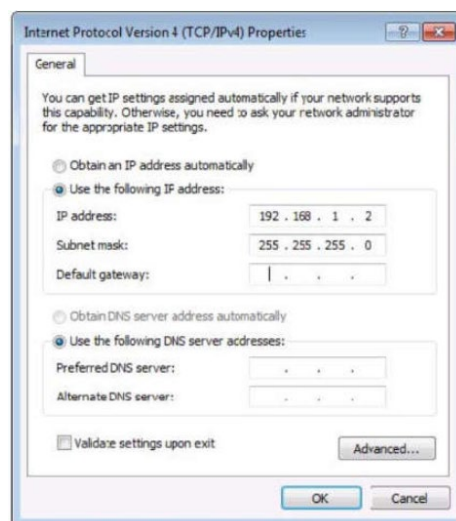 Internet Protocol Version 4 (TCP/IPv4) Properties
General
You can get IP settings assigned automatically if your network supports
this capability. Otherwise, you need to ask your network administrator
for the appropriate IP settings.
Obtain an IP address automatically
Use the following IP address:
IP address: 192 . 168 . 1 . 2
Subnet mask: 255 . 255 . 255 . 0
Default gateway: . . .
Obtain DNS server address automatically
Use the following DNS server addresses:
Preferred DNS server: . . .
Alternate DNS server: . . .
Validate settings upon exit
Advanced...
OK Cancel